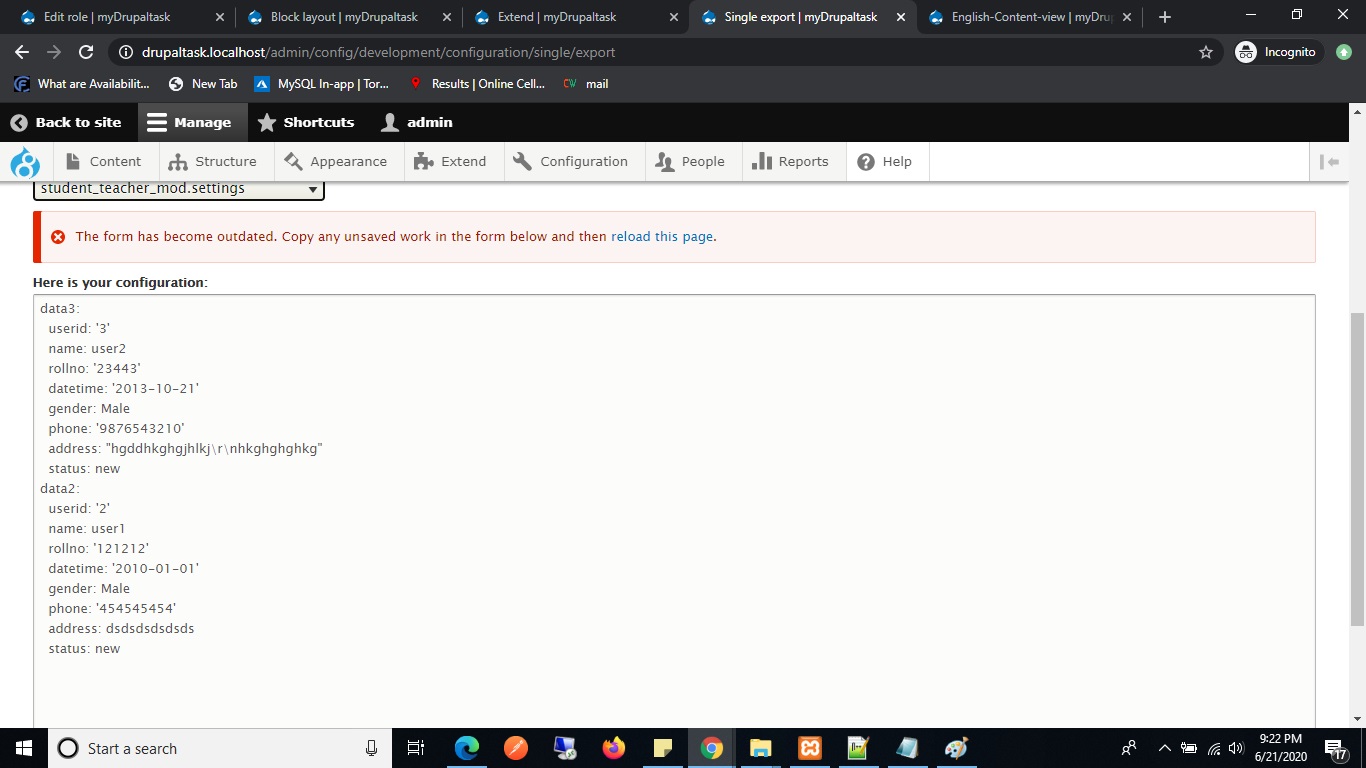 Edit role | myDrupaltask
Block layout | myDrupaltask
Extend | myDrupaltask
Single export | myDrupaltask
English-Content-view | myDrup
drupaltask.localhost/admin/config/development/configuration/single/export
Incognito
What are Availabilit...
New Tab
MySQL In-app | Tor...
Results | Online Cell...
CW
mail
Back to site
Manage
Shortcuts
admin
Content
Structure
Appearance
Extend
Configuration
People
Reports
Help
student_teacher_mod.settings
The form has become outdated. Copy any unsaved work in the form below and then reload this page.
Here is your configuration:
data3:
userid: '3'
name: user2
rollno: '23443'
datetime: '2013-10-21'
gender: Male
phone: '9876543210'
address: "hgddhkghgjhlkj\r\nhkghghghkg"
status: new
data2:
userid: '2'
name: user1
rollno: '121212'
datetime: '2010-01-01'
gender: Male
phone: '454545454'
address: dsdsdsdsdsds
status: new
Start a search
9:22 PM
6/21/2020
17